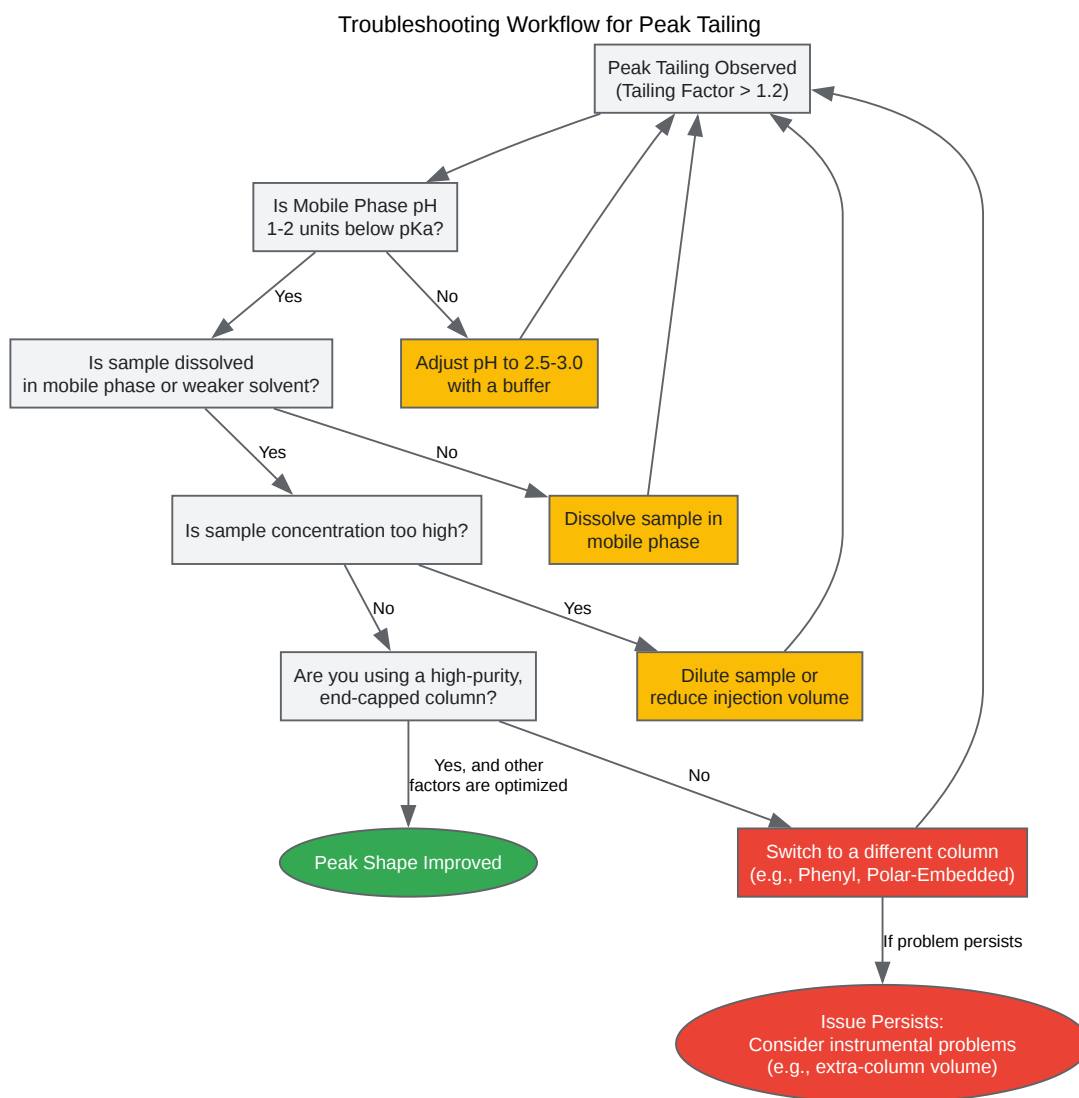 Troubleshooting Workflow for Peak Tailing
Peak Tailing Observed
(Tailing Factor > 1.2)
Is Mobile Phase pH
1-2 units below pKa?
Yes
No
Is sample dissolved
in mobile phase or weaker solvent?
Adjust pH to 2.5-3.0
with a buffer
Yes
No
Is sample concentration too high?
Dissolve sample in
mobile phase
No
Yes
Are you using a high-purity,
end-capped column?
Dilute sample or
reduce injection volume
Yes, and other
factors are optimized
No
Peak Shape Improved
Switch to a different column
(e.g., Phenyl, Polar-Embedded)
If problem persists
Issue Persists:
Consider instrumental problems
(e.g., extra-column volume)